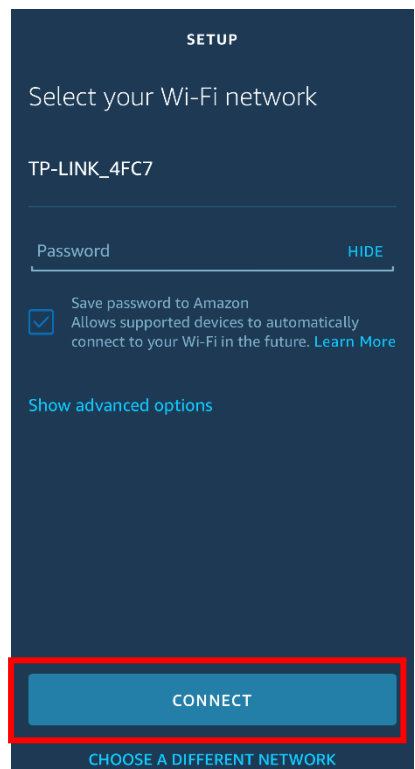 SETUP
Select your Wi-Fi network
TP-LINK_4FC7
Password HIDE
Save password to Amazon
Allows supported devices to automatically
connect to your Wi-Fi in the future. Learn More
Show advanced options
CONNECT
CHOOSE A DIFFERENT NETWORK